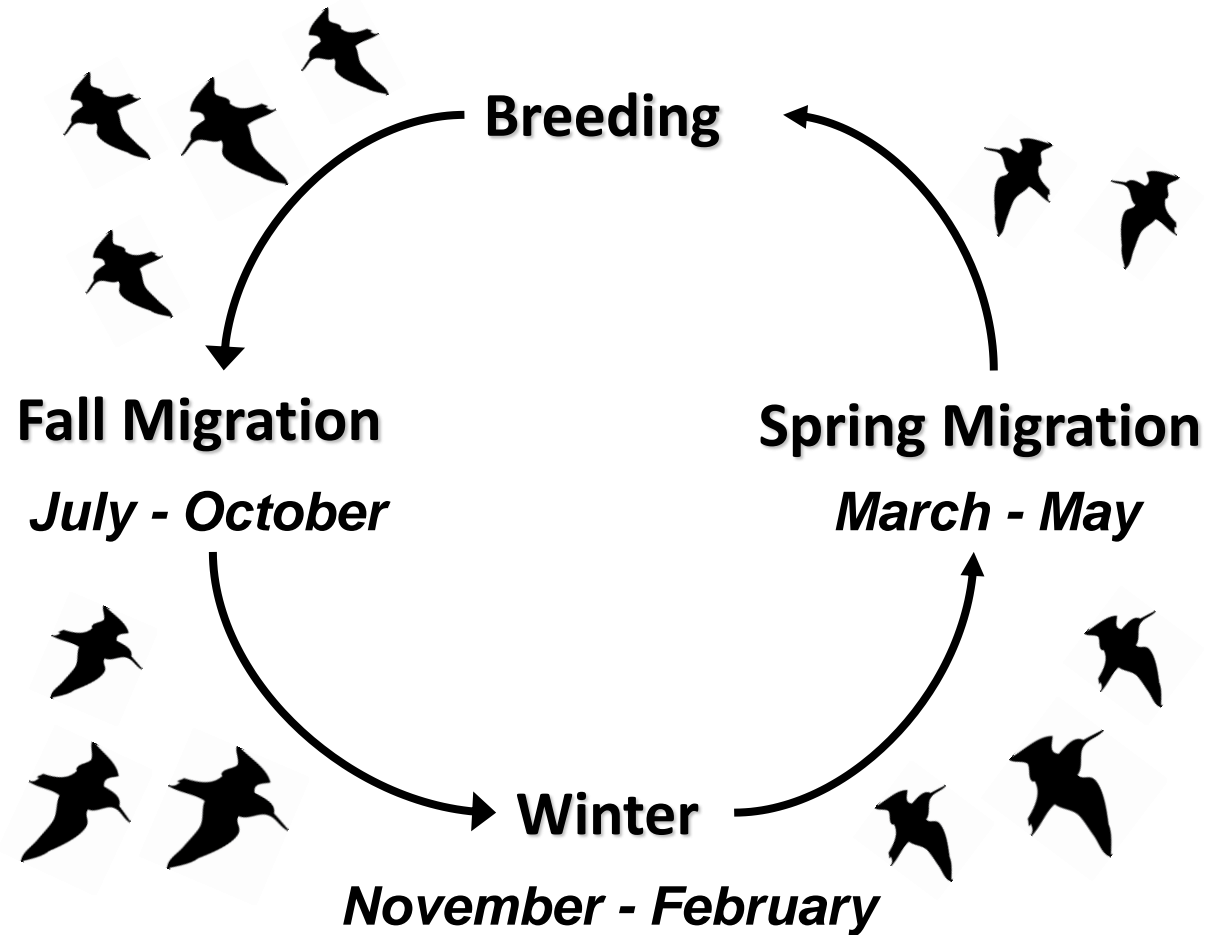 Breeding
Fall Migration
July - October
Spring Migration
March - May
Winter
November - February